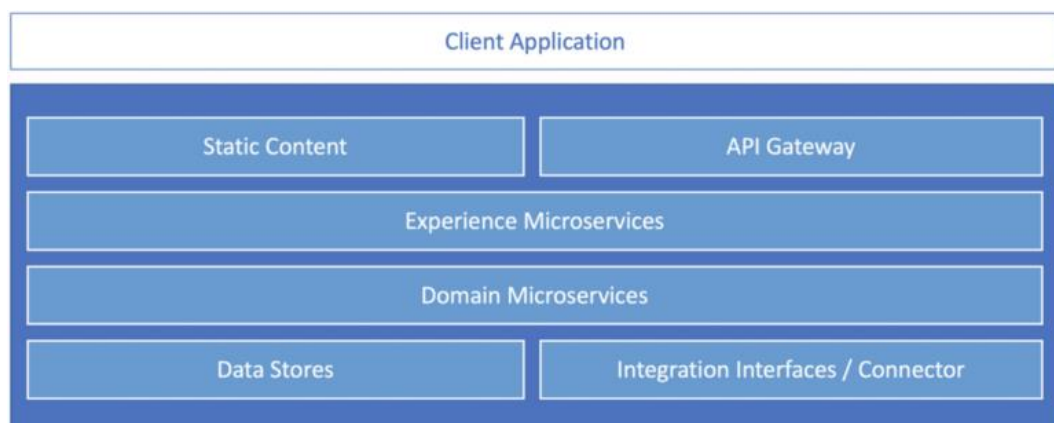 Client Application
Static Content
API Gateway
Experience Microservices
Domain Microservices
Data Stores
Integration Interfaces / Connector